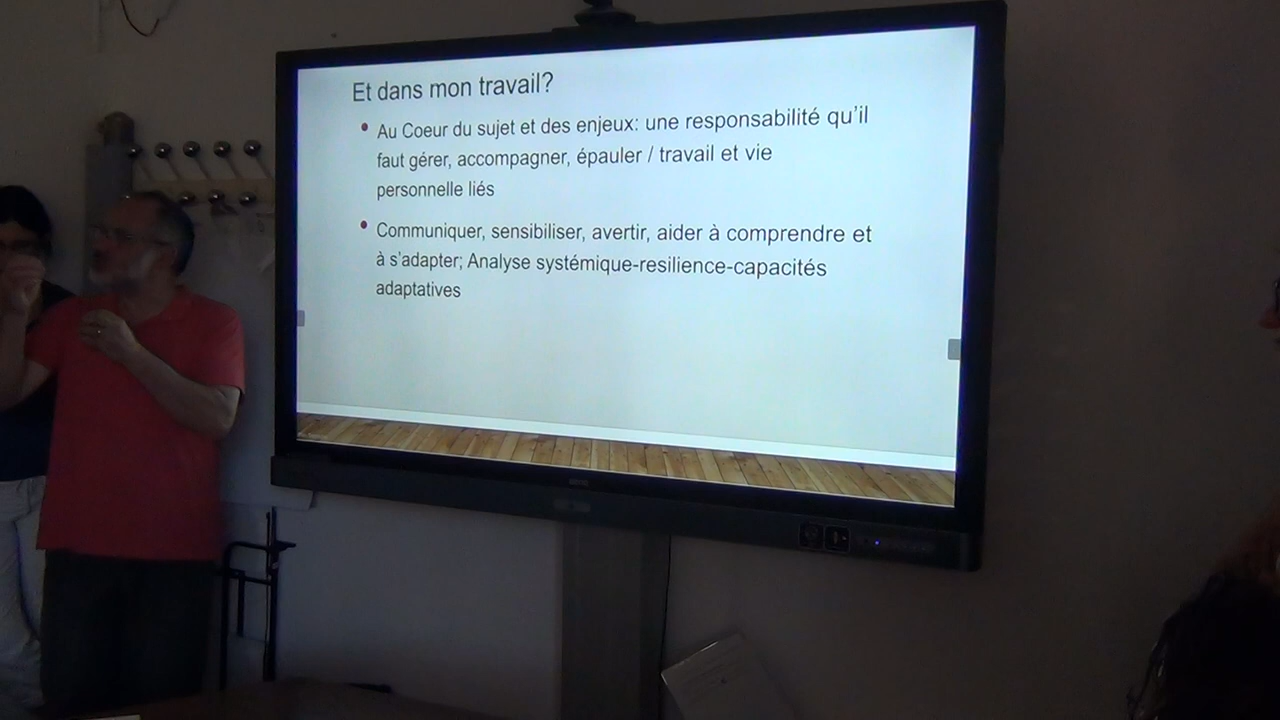 Et dans mon travail?
• Au Coeur du sujet et des enjeux: une responsabilité qu'il
faut gérer, accompagner, épauler / travail et vie
personnelle liés
• Communiquer, sensibiliser, avertir, aider à comprendre et
à s'adapter; Analyse systémique-resilience-capacités
adaptatives